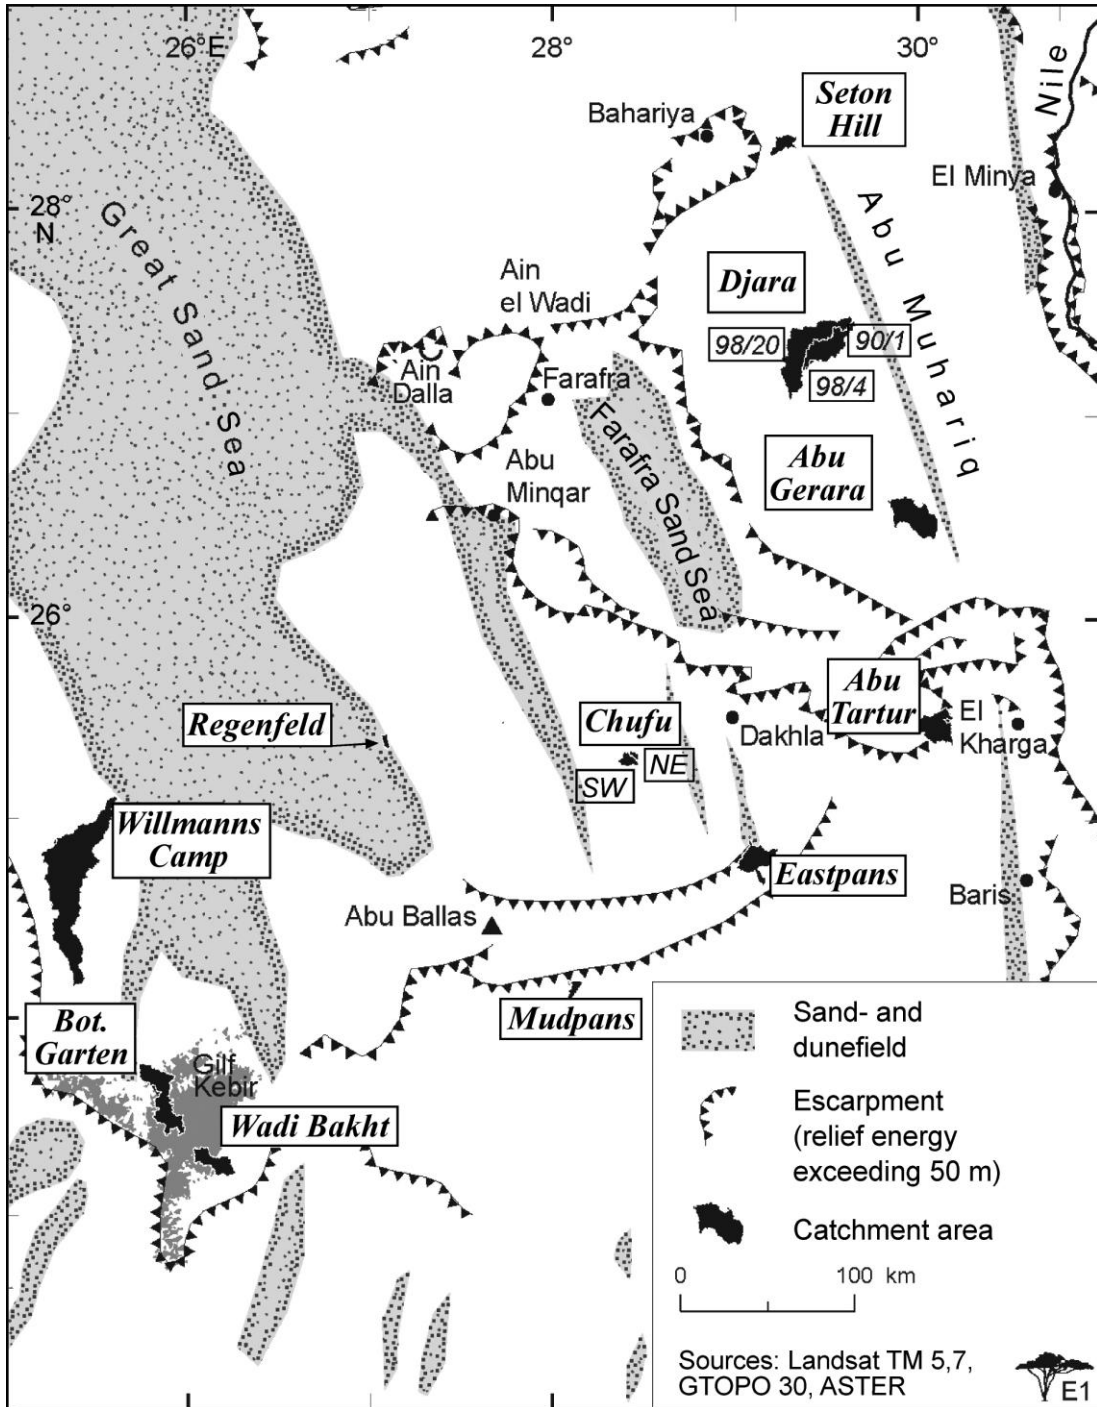 26°E
28°
30°
Nile
Seton
Hill
Bahariya
El Minya
28°
N
Great Sand Sea
Abu Muhariq
Ain
el Wadi
Djara
98/20
90/1
98/4
Ain
Dalla
Farafra
Farafra Sand Sea
Abu
Minqar
Abu
Gerara
26°
Regenfeld
Chufu
SW
NE
Dakhla
Abu
Tartur
El
Kharga
Willmanns
Camp
Eastpans
Baris
Abu Ballas
Mudpans
Bot.
Garten
Gilf
Kebir
Wadi Bakht
Sand- and
dunefield
Escarpment
(relief energy
exceeding 50 m)
Catchment area
0 100 km
Sources: Landsat TM 5,7,
GTOPO 30, ASTER
E1